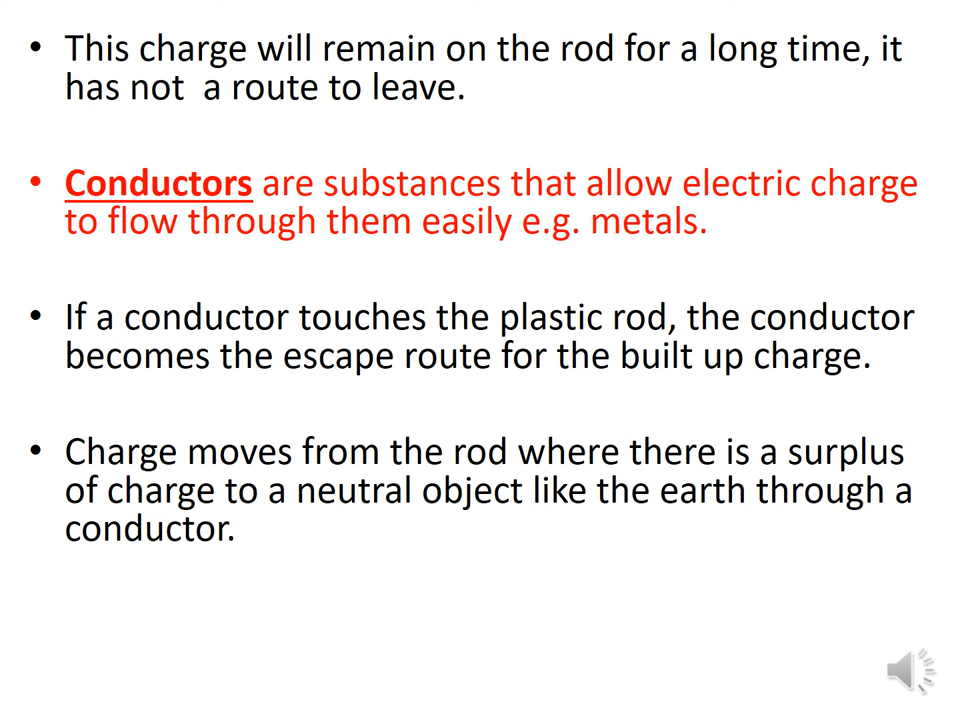 • This charge will remain on the rod for a long time, it
has not  a route to leave.
• Conductors are substances that allow electric charge
to flow through them easily e.g. metals.
• If a conductor touches the plastic rod, the conductor
becomes the escape route for the built up charge.
• Charge moves from the rod where there is a surplus
of charge to a neutral object like the earth through a
conductor.